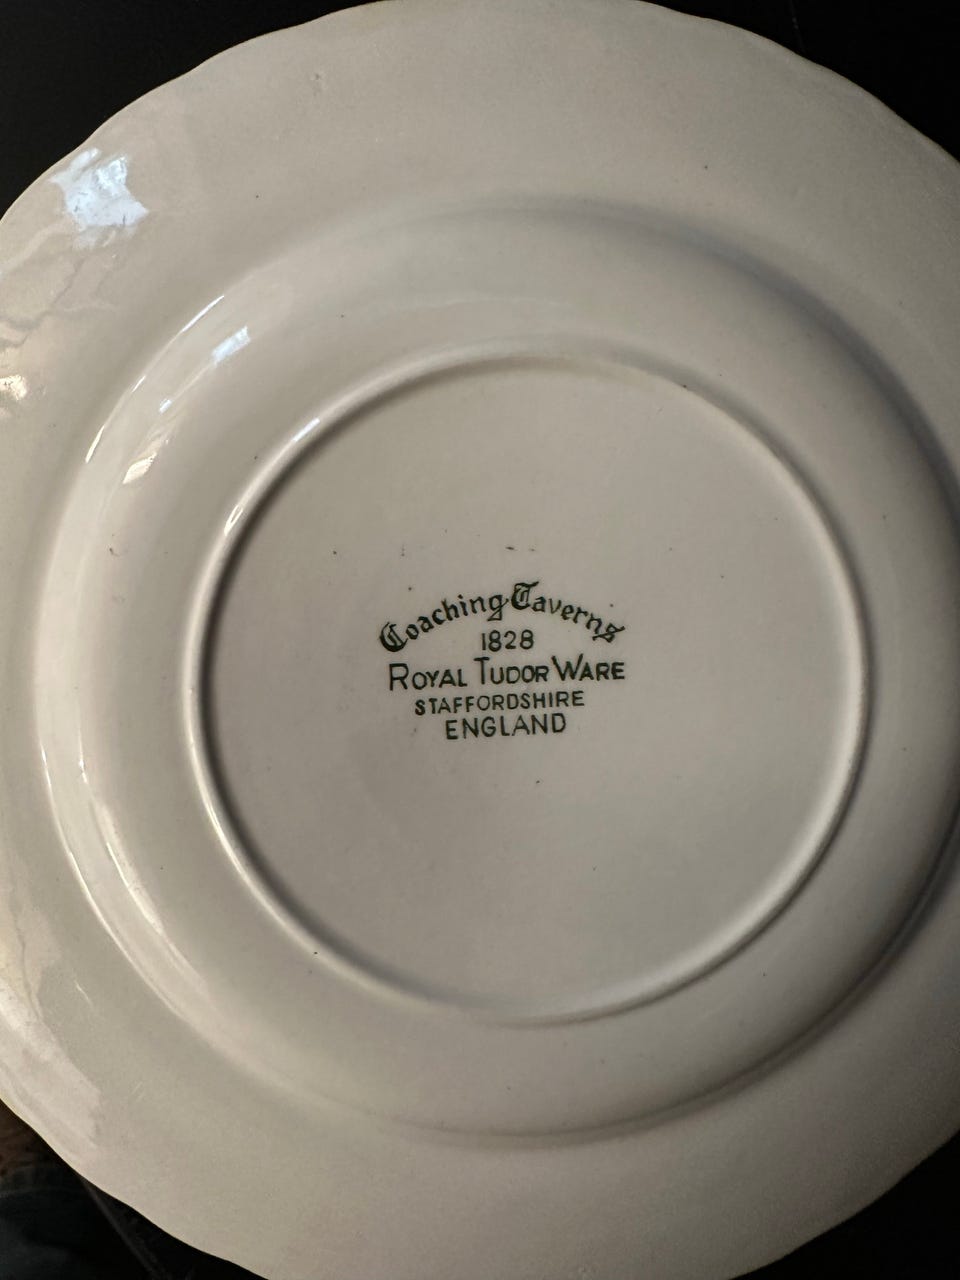 Coaching Taverns
1828
ROYAL TUDOR WARE
STAFFORDSHIRE
ENGLAND